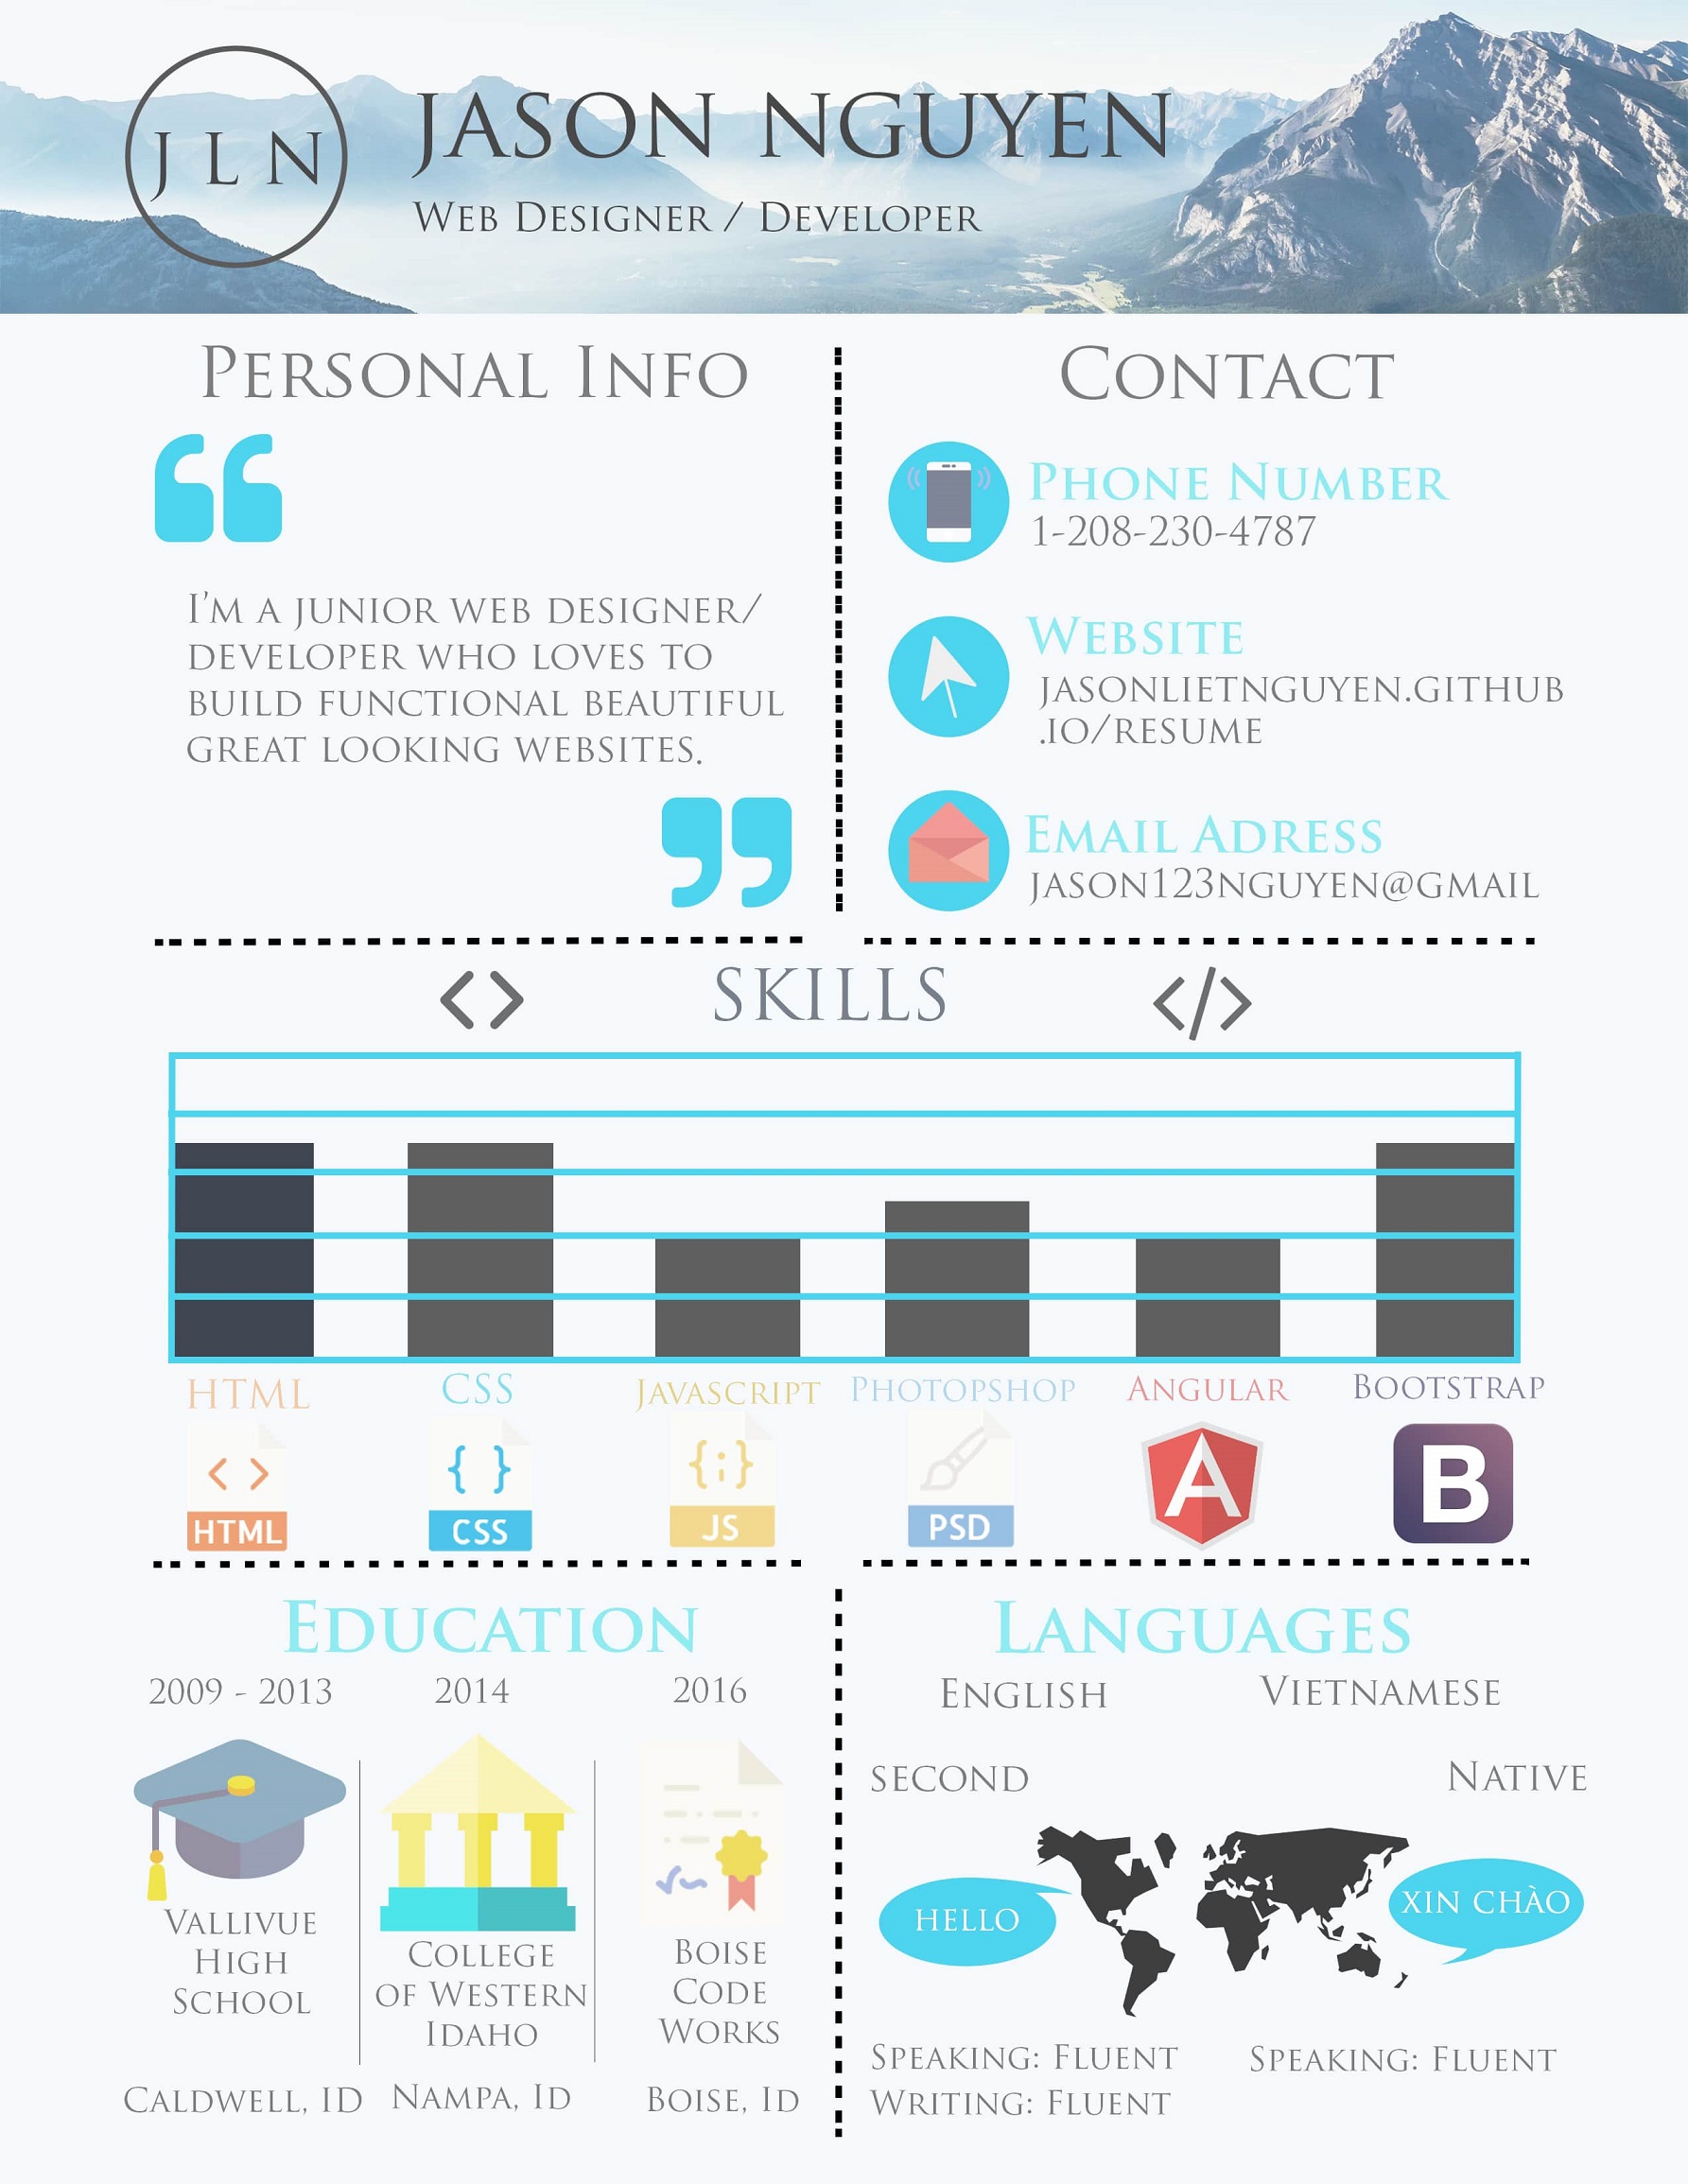 J L N
JASON NGUYEN
WEB DESIGNER / DEVELOPER
PERSONAL INFO
I'M A JUNIOR WEB DESIGNER/
DEVELOPER WHO LOVES TO
BUILD FUNCTIONAL BEAUTIFUL
GREAT LOOKING WEBSITES.
CONTACT
PHONE NUMBER
1-208-230-4787
WEBSITE
JASONLIETNGUYEN.GITHUB
.IO/RESUME
EMAIL ADRESS
JASON123NGUYEN@GMAIL
<> SKILLS </>
HTML CSS JAVASCRIPT PHOTOPSHOP ANGULAR BOOTSTRAP
< > { } {;} A B
HTML CSS JS PSD
EDUCATION
2009 - 2013
VALLIVUE
HIGH
SCHOOL
CALDWELL, ID
2014
COLLEGE
OF WESTERN
IDAHO
NAMPA, ID
2016
BOISE
CODE
WORKS
BOISE, ID
LANGUAGES
ENGLISH VIETNAMESE
SECOND NATIVE
HELLO XIN CHÀO
SPEAKING: FLUENT SPEAKING: FLUENT
WRITING: FLUENT